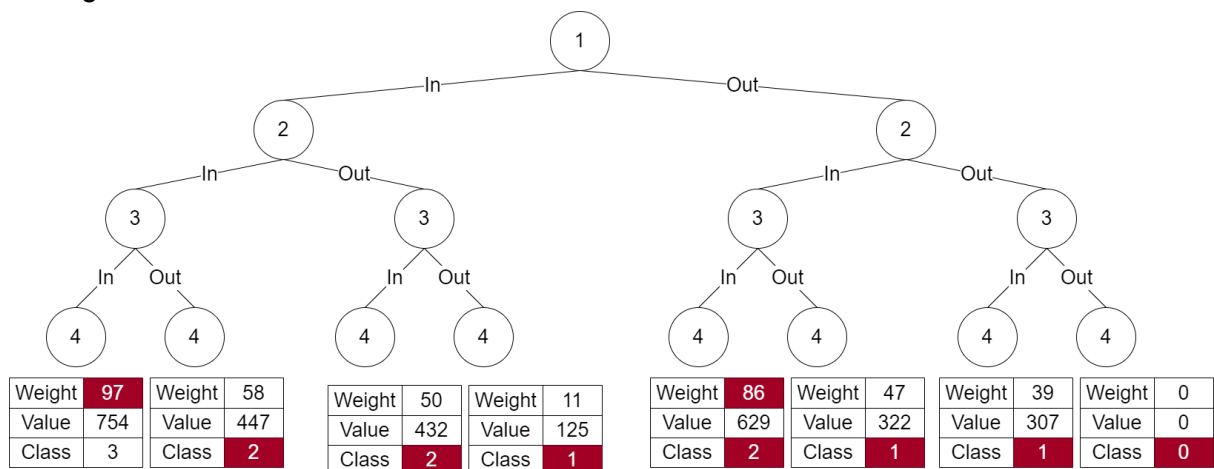 1
In Out
2 2
In Out In Out
3 3 3 3
In Out In Out In Out In Out
4 4 4 4 4 4 4 4
Weight 97 Weight 58 Weight 50 Weight 11 Weight 86 Weight 47 Weight 39 Weight 0
Value 754 Value 447 Value 432 Value 125 Value 629 Value 322 Value 307 Value 0
Class 3 Class 2 Class 2 Class 1 Class 2 Class 1 Class 1 Class 0